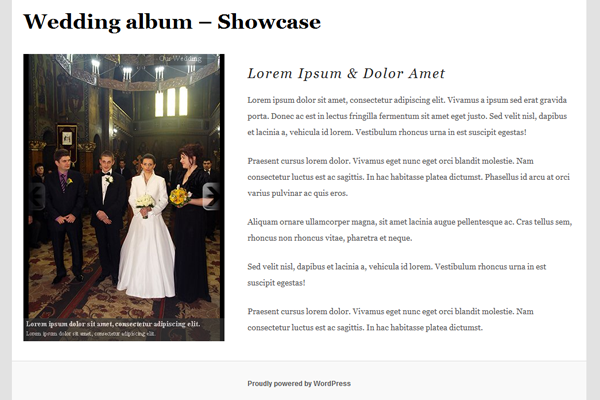 Wedding album – Showcase
Our Wedding
Lorem ipsum dolor sit amet, consectetur adipiscing elit.
Lorem ipsum dolor sit amet, consectetur adipiscing elit.
Lorem Ipsum & Dolor Amet
Lorem ipsum dolor sit amet, consectetur adipiscing elit. Vivamus a ipsum sed erat gravida
porta. Donec ac est in lectus fringilla fermentum sit amet eget justo. Sed velit nisl, dapibus
et lacinia a, vehicula id lorem. Vestibulum rhoncus urna in est suscipit egestas!
Praesent cursus lorem dolor. Vivamus eget nunc eget orci blandit molestie. Nam
consectetur luctus est ac sagittis. In hac habitasse platea dictumst. Phasellus id arcu at orci
varius pulvinar ac quis eros.
Aliquam ornare ullamcorper magna, sit amet lacinia augue pellentesque ac. Cras tellus sem,
rhoncus non rhoncus vitae, pharetra et neque.
Sed velit nisl, dapibus et lacinia a, vehicula id lorem. Vestibulum rhoncus urna in est
suscipit egestas!
Praesent cursus lorem dolor. Vivamus eget nunc eget orci blandit molestie. Nam
consectetur luctus est ac sagittis. In hac habitasse platea dictumst.
Proudly powered by WordPress